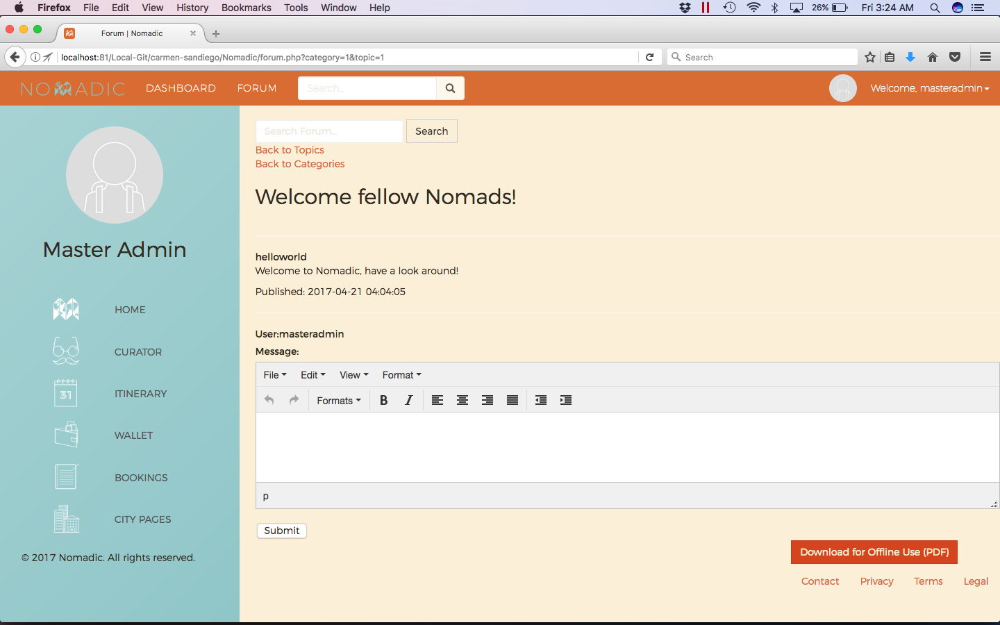 Firefox File Edit View History Bookmarks Tools Window Help 26% Fri 3:24 AM
Forum | Nomadic
localhost:81/Local-Git/carmen-sandiego/Nomadic/forum.php?category=1&topic=1 Search
NOMADIC DASHBOARD FORUM Search... Welcome, masteradmin
Search Forum... Search
Back to Topics
Back to Categories
Welcome fellow Nomads!
Master Admin
HOME
CURATOR
31 ITINERARY
WALLET
BOOKINGS
CITY PAGES
© 2017 Nomadic. All rights reserved.
helloworld
Welcome to Nomadic, have a look around!
Published: 2017-04-21 04:04:05
User:masteradmin
Message:
File Edit View Format
Formats B I
p
Submit
Download for Offline Use (PDF)
Contact Privacy Terms Legal